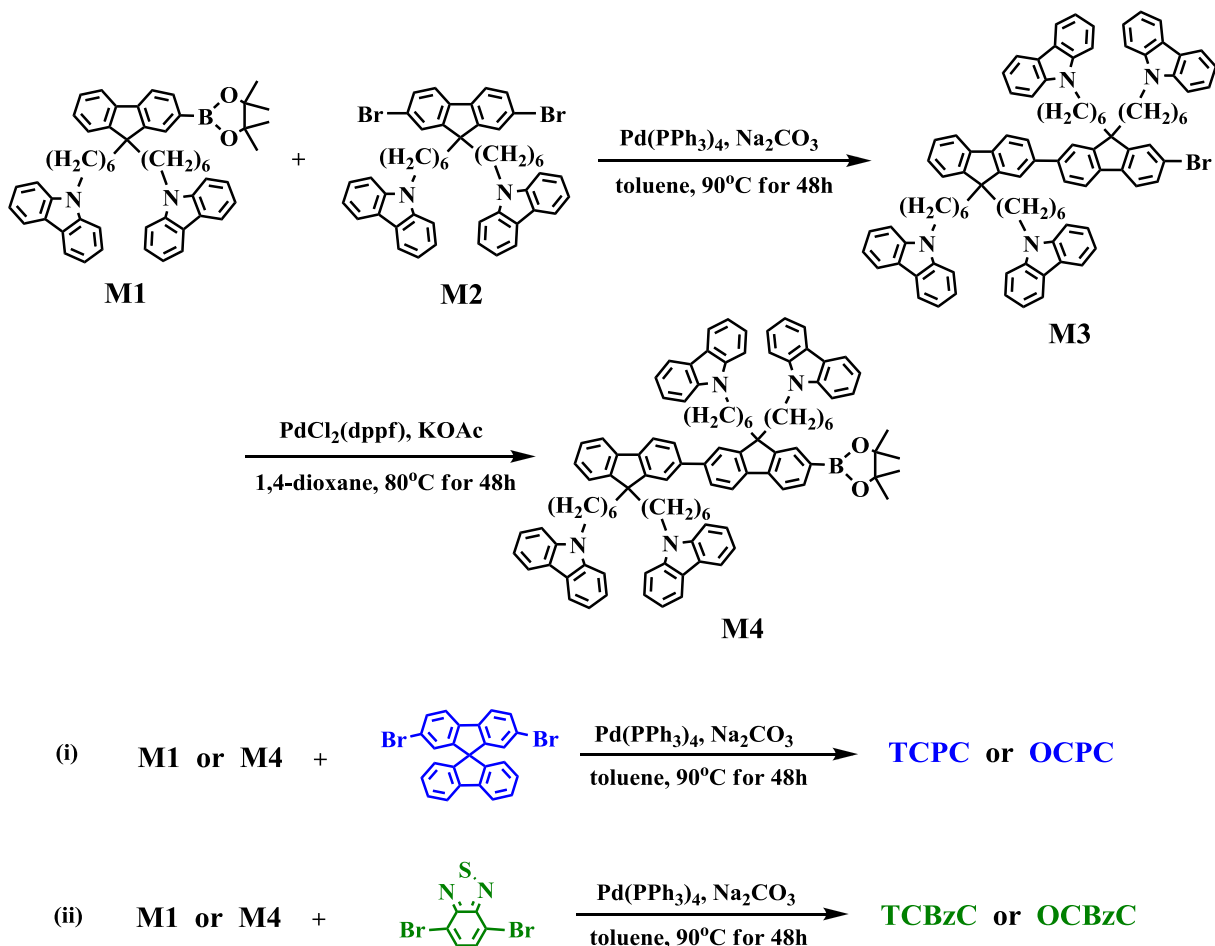 B
O
O
(H₂C)₆
(CH₂)₆
N
N
M1
+
Br
Br
(H₂C)₆
(CH₂)₆
N
N
M2
Pd(PPh₃)₄, Na₂CO₃
toluene, 90°C for 48h
N
N
(H₂C)₆
(CH₂)₆
Br
(H₂C)₆
(CH₂)₆
N
N
M3
PdCl₂(dppf), KOAc
1,4-dioxane, 80°C for 48h
N
N
(H₂C)₆
(CH₂)₆
B
O
O
(H₂C)₆
(CH₂)₆
N
N
M4
(i) M1 or M4 + Br Br Pd(PPh₃)₄, Na₂CO₃
toluene, 90°C for 48h
TCPC or OCPC
S
N N
(ii) M1 or M4 + Br Br Pd(PPh₃)₄, Na₂CO₃
toluene, 90°C for 48h
TCBzC or OCBzC